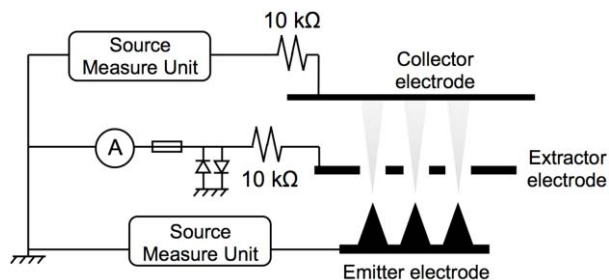 10 kΩ
Source
Measure Unit
Collector
electrode
A
10 kΩ
Extractor
electrode
Source
Measure Unit
Emitter electrode